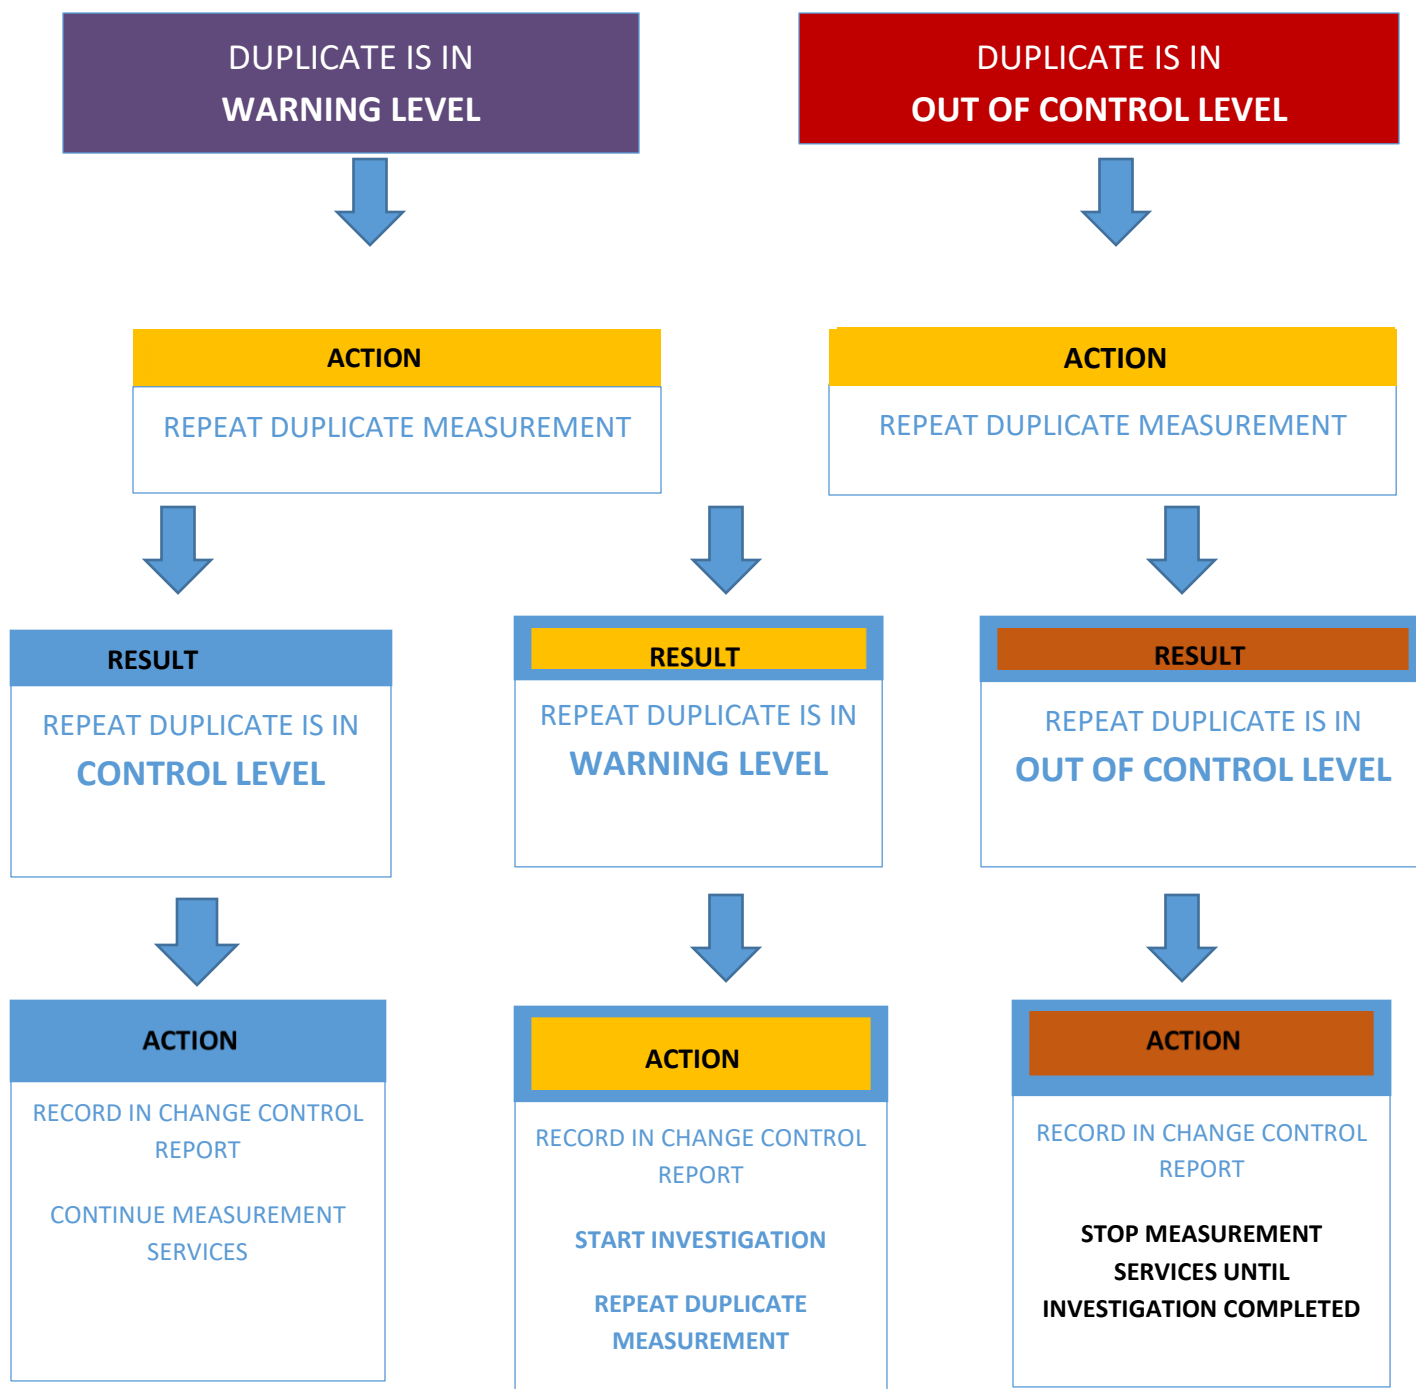 DUPLICATE IS IN
WARNING LEVEL
DUPLICATE IS IN
OUT OF CONTROL LEVEL
ACTION
REPEAT DUPLICATE MEASUREMENT
ACTION
REPEAT DUPLICATE MEASUREMENT
RESULT
REPEAT DUPLICATE IS IN
CONTROL LEVEL
RESULT
REPEAT DUPLICATE IS IN
WARNING LEVEL
RESULT
REPEAT DUPLICATE IS IN
OUT OF CONTROL LEVEL
ACTION
RECORD IN CHANGE CONTROL
REPORT
CONTINUE MEASUREMENT
SERVICES
ACTION
RECORD IN CHANGE CONTROL
REPORT
START INVESTIGATION
REPEAT DUPLICATE
MEASUREMENT
ACTION
RECORD IN CHANGE CONTROL
REPORT
STOP MEASUREMENT
SERVICES UNTIL
INVESTIGATION COMPLETED